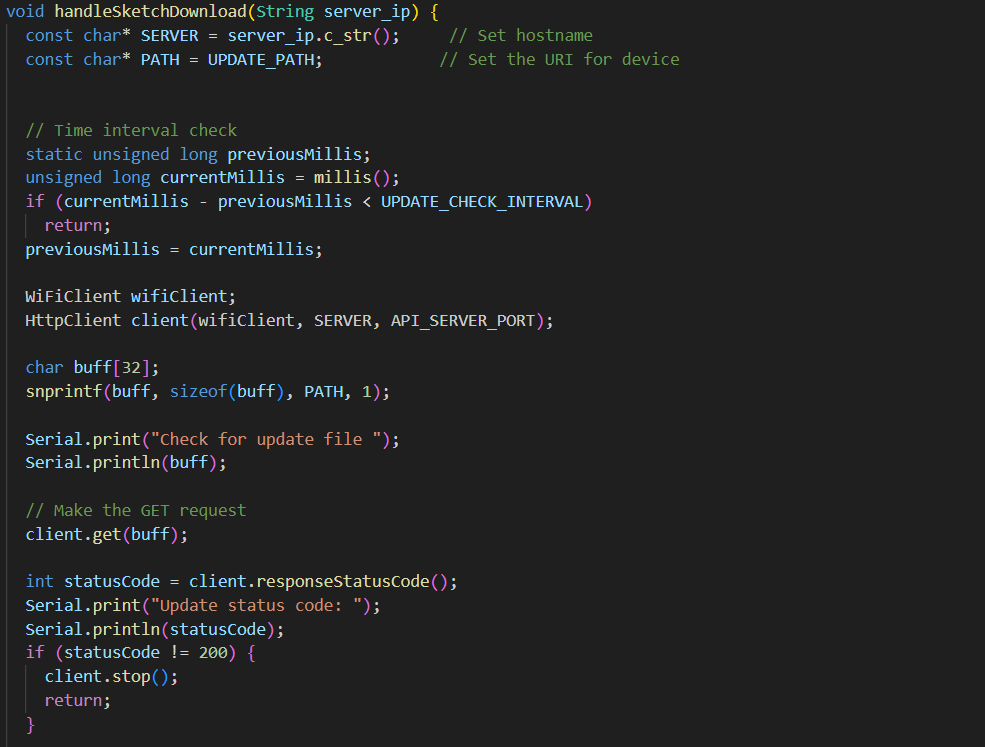 void handleSketchDownload(String server_ip) {
  const char* SERVER = server_ip.c_str();     // Set hostname
  const char* PATH = UPDATE_PATH;            // Set the URI for device
  // Time interval check
  static unsigned long previousMillis;
  unsigned long currentMillis = millis();
  if (currentMillis - previousMillis < UPDATE_CHECK_INTERVAL)
    return;
  previousMillis = currentMillis;
  WiFiClient wifiClient;
  HttpClient client(wifiClient, SERVER, API_SERVER_PORT);
  char buff[32];
  snprintf(buff, sizeof(buff), PATH, 1);
  Serial.print("Check for update file ");
  Serial.println(buff);
  // Make the GET request
  client.get(buff);
  int statusCode = client.responseStatusCode();
  Serial.print("Update status code: ");
  Serial.println(statusCode);
  if (statusCode != 200) {
    client.stop();
    return;
  }